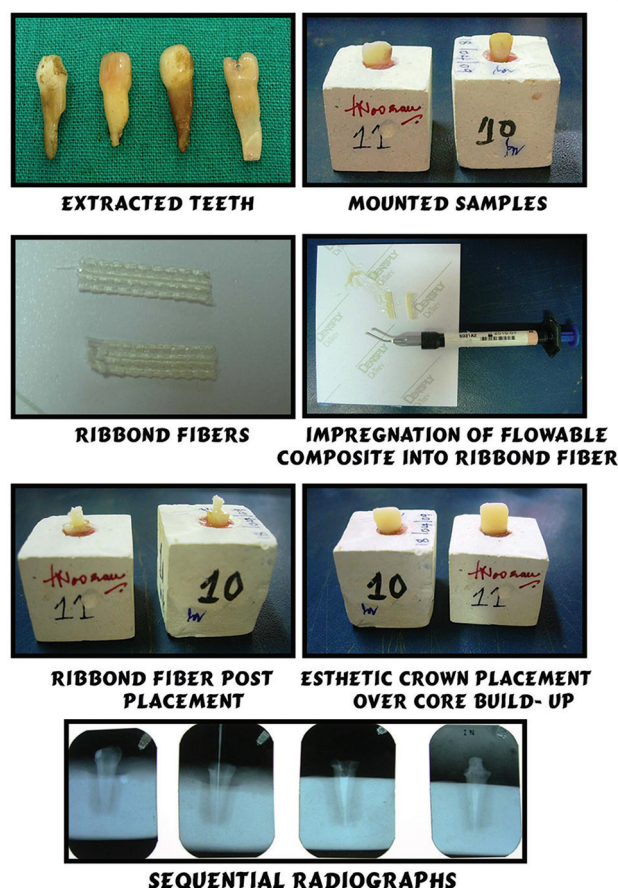 EXTRACTED TEETH
11
10
MOUNTED SAMPLES
RIBBOND FIBERS
DENTSPLY
IMPREGNATION OF FLOWABLE
COMPOSITE INTO RIBBOND FIBER
11
10
RIBBOND FIBER POST
PLACEMENT
10
11
ESTHETIC CROWN PLACEMENT
OVER CORE BUILD- UP
SEQUENTIAL RADIOGRAPHS